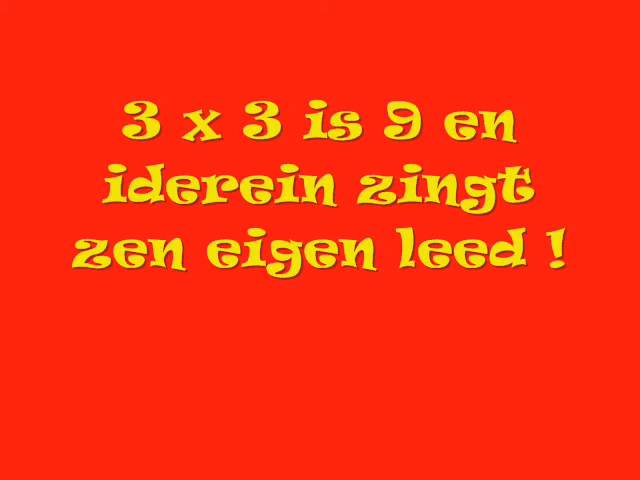 3 x 3 is 9 en
iderein zingt
zen eigen leed !